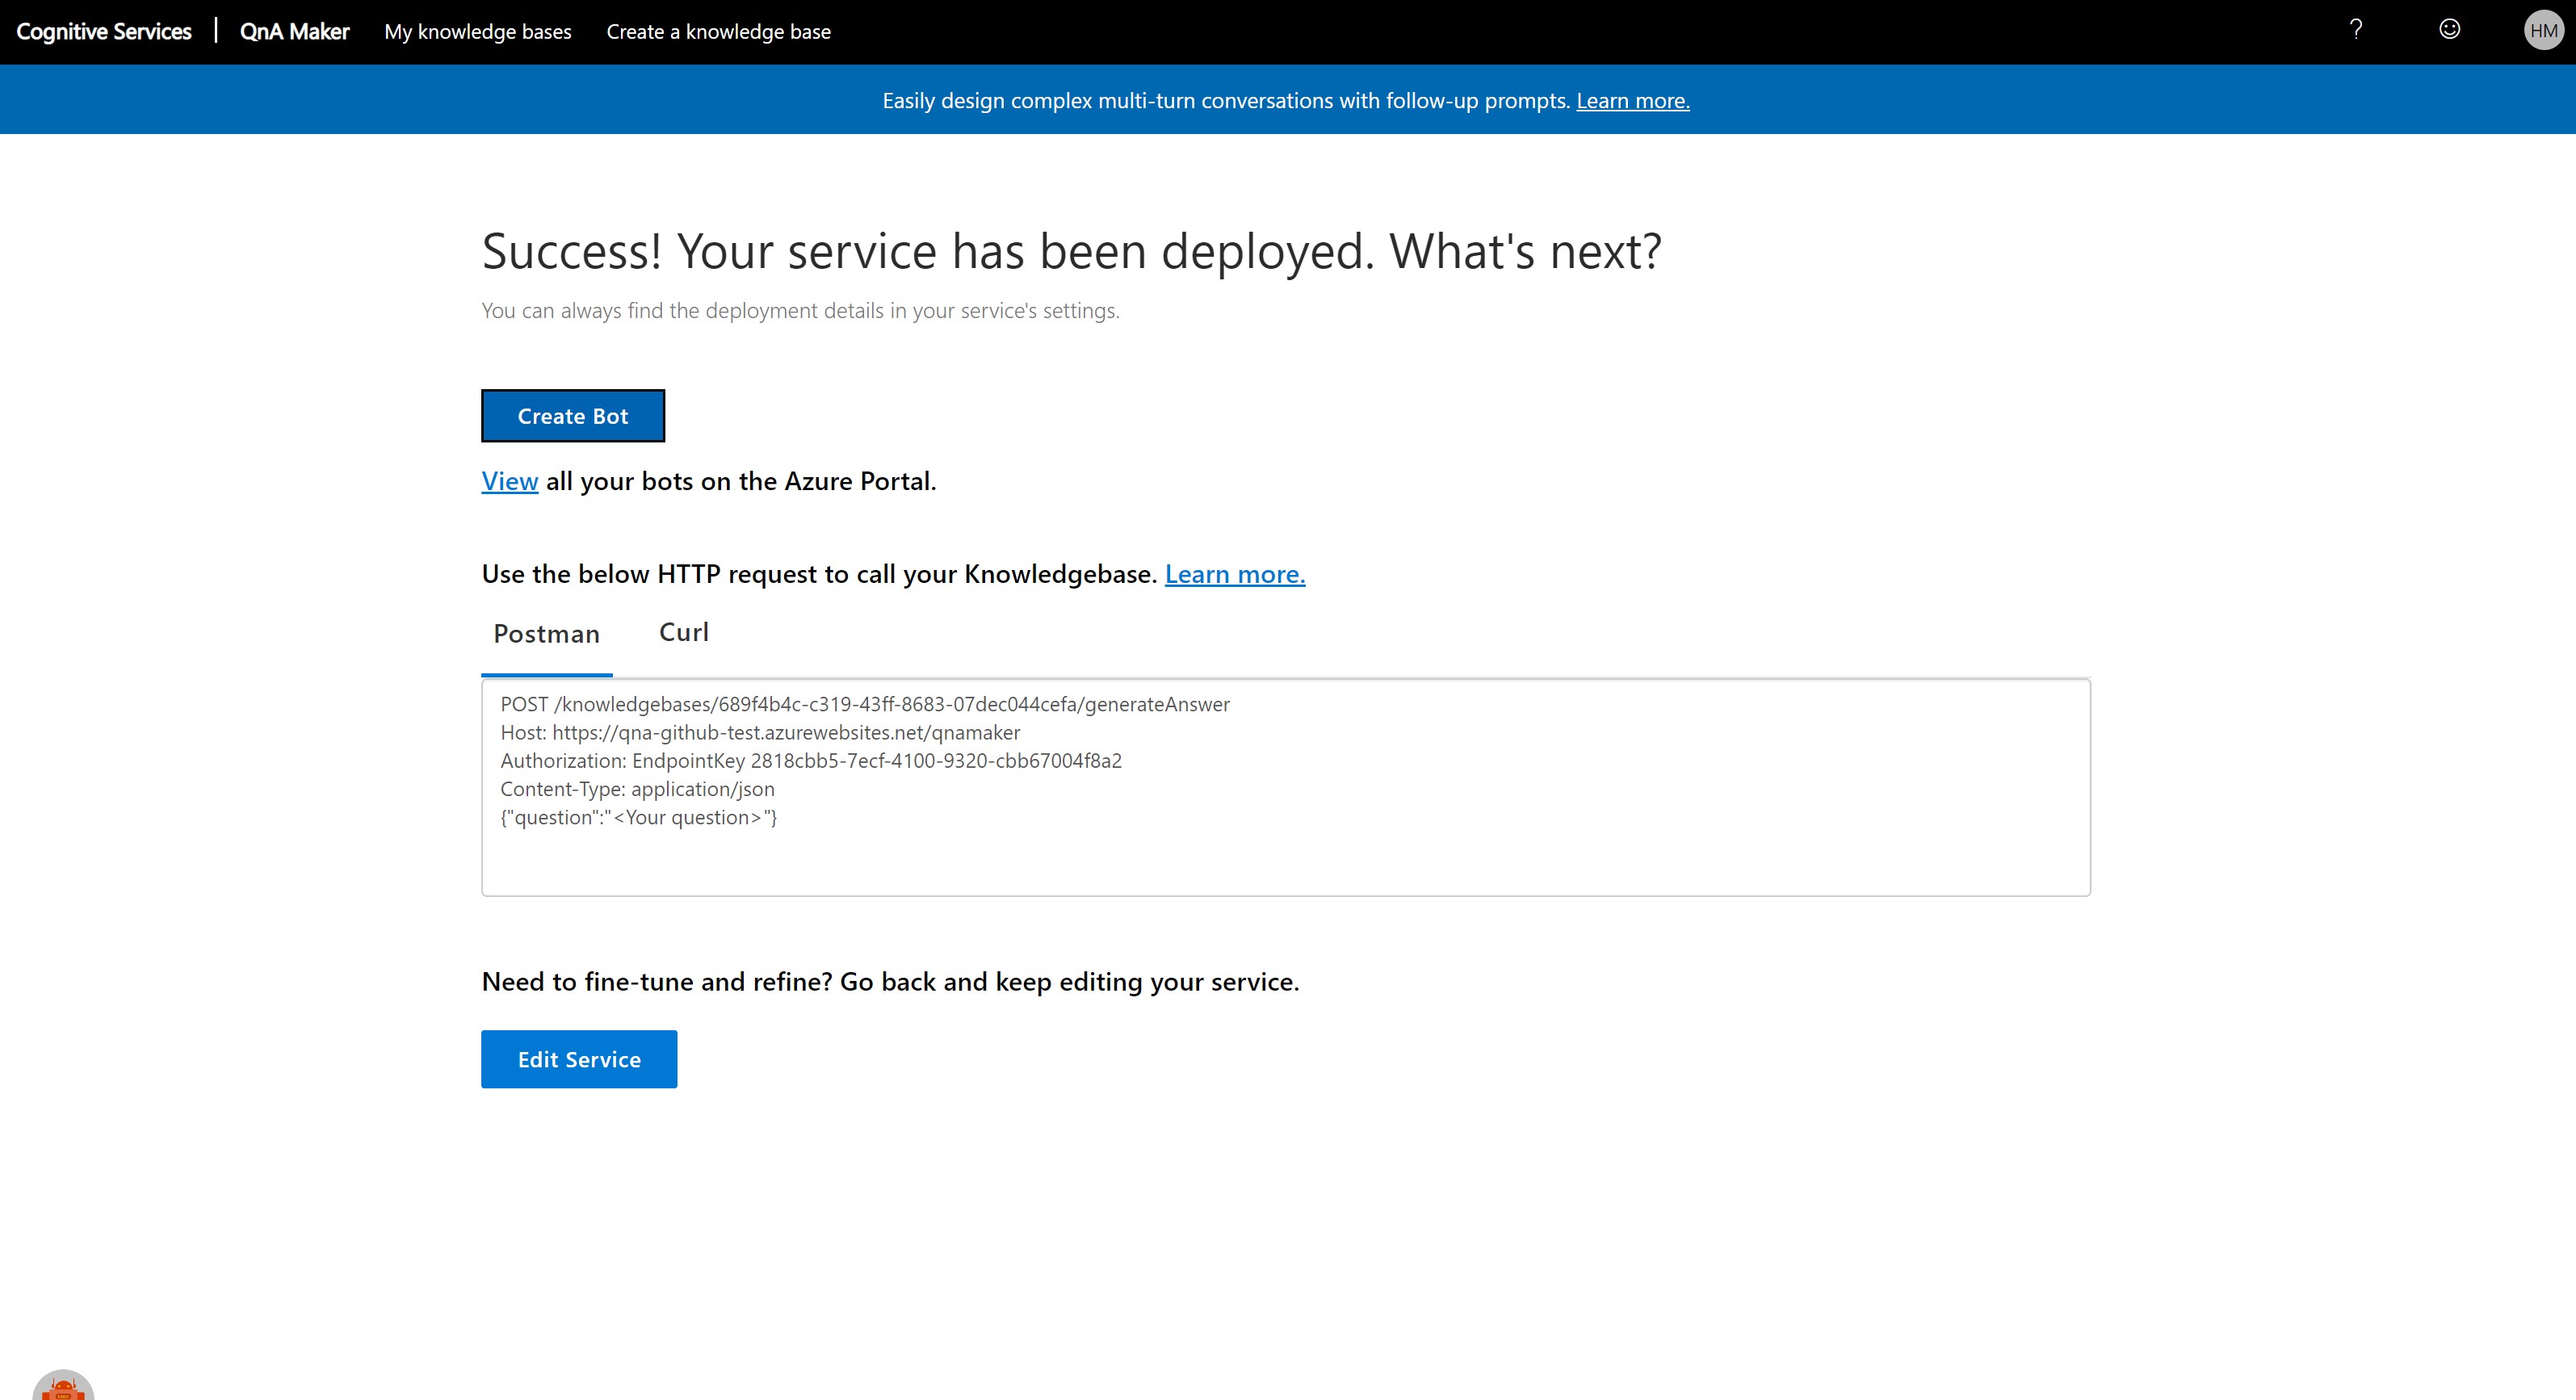 Cognitive Services | QnA Maker My knowledge bases Create a knowledge base ? HM
Easily design complex multi-turn conversations with follow-up prompts. Learn more.
Success! Your service has been deployed. What's next?
You can always find the deployment details in your service's settings.
Create Bot
View all your bots on the Azure Portal.
Use the below HTTP request to call your Knowledgebase. Learn more.
Postman Curl
POST /knowledgebases/689f4b4c-c319-43ff-8683-07dec044cefa/generateAnswer
Host: https://qna-github-test.azurewebsites.net/qnamaker
Authorization: EndpointKey 2818cbb5-7ecf-4100-9320-cbb67004f8a2
Content-Type: application/json
{"question":"<Your question>"}
Need to fine-tune and refine? Go back and keep editing your service.
Edit Service